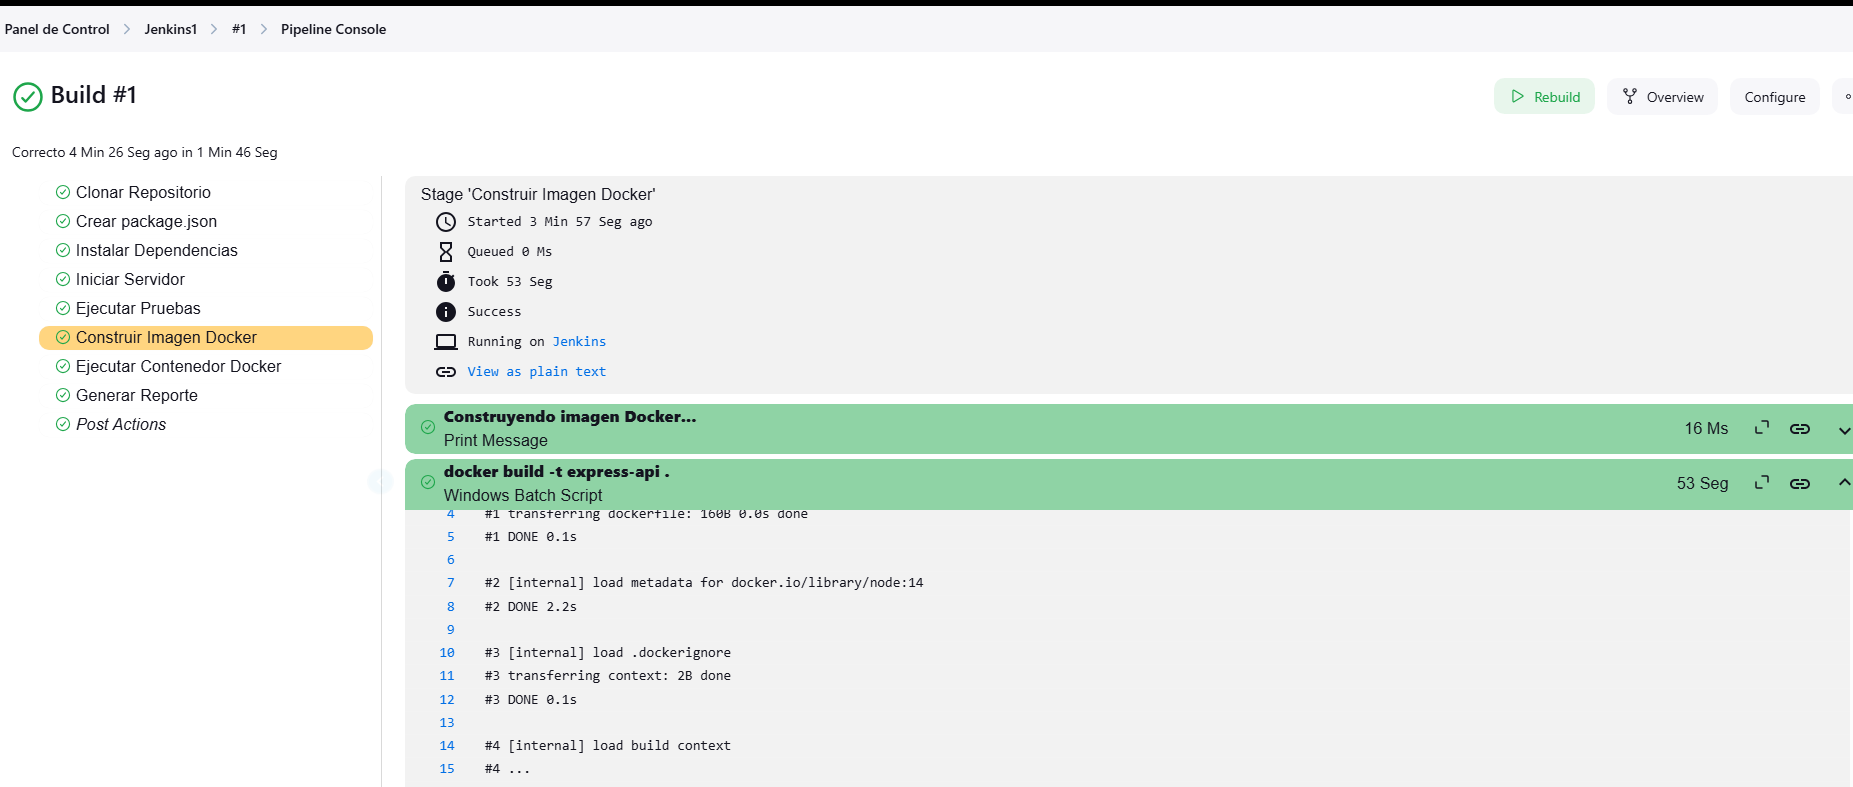 Panel de Control > Jenkins1 > #1 > Pipeline Console
Build #1
Rebuild
Overview
Configure
Correcto 4 Min 26 Seg ago in 1 Min 46 Seg
Clonar Repositorio
Crear package.json
Instalar Dependencias
Iniciar Servidor
Ejecutar Pruebas
Construir Imagen Docker
Ejecutar Contenedor Docker
Generar Reporte
Post Actions
Stage 'Construir Imagen Docker'
Started 3 Min 57 Seg ago
Queued 0 Ms
Took 53 Seg
Success
Running on Jenkins
View as plain text
Construyendo imagen Docker...
Print Message
16 Ms
docker build -t express-api .
Windows Batch Script
53 Seg
4 #1 transferring dockerfile: 160B 0.0s done
5 #1 DONE 0.1s
6
7 #2 [internal] load metadata for docker.io/library/node:14
8 #2 DONE 2.2s
9
10 #3 [internal] load .dockerignore
11 #3 transferring context: 2B done
12 #3 DONE 0.1s
13
14 #4 [internal] load build context
15 #4 ...